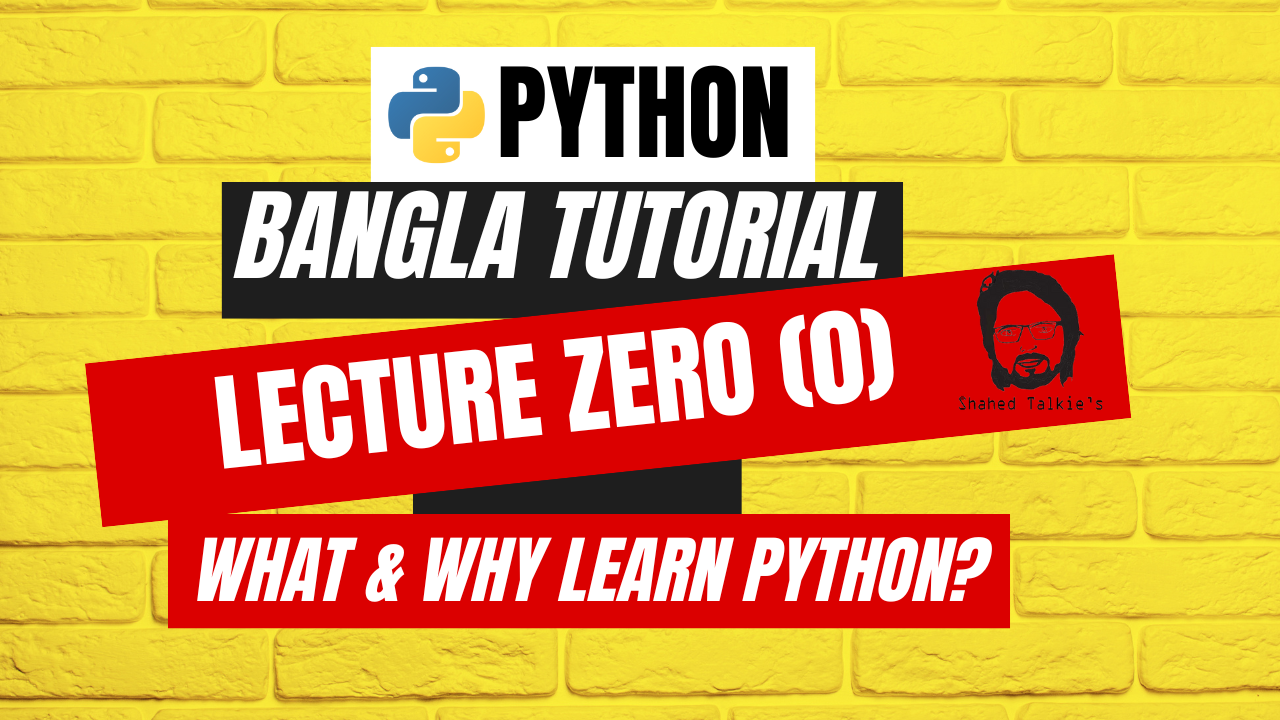 PYTHON
BANGLA TUTORIAL
LECTURE ZERO (0)
Shahed Talkie's
WHAT & WHY LEARN PYTHON?